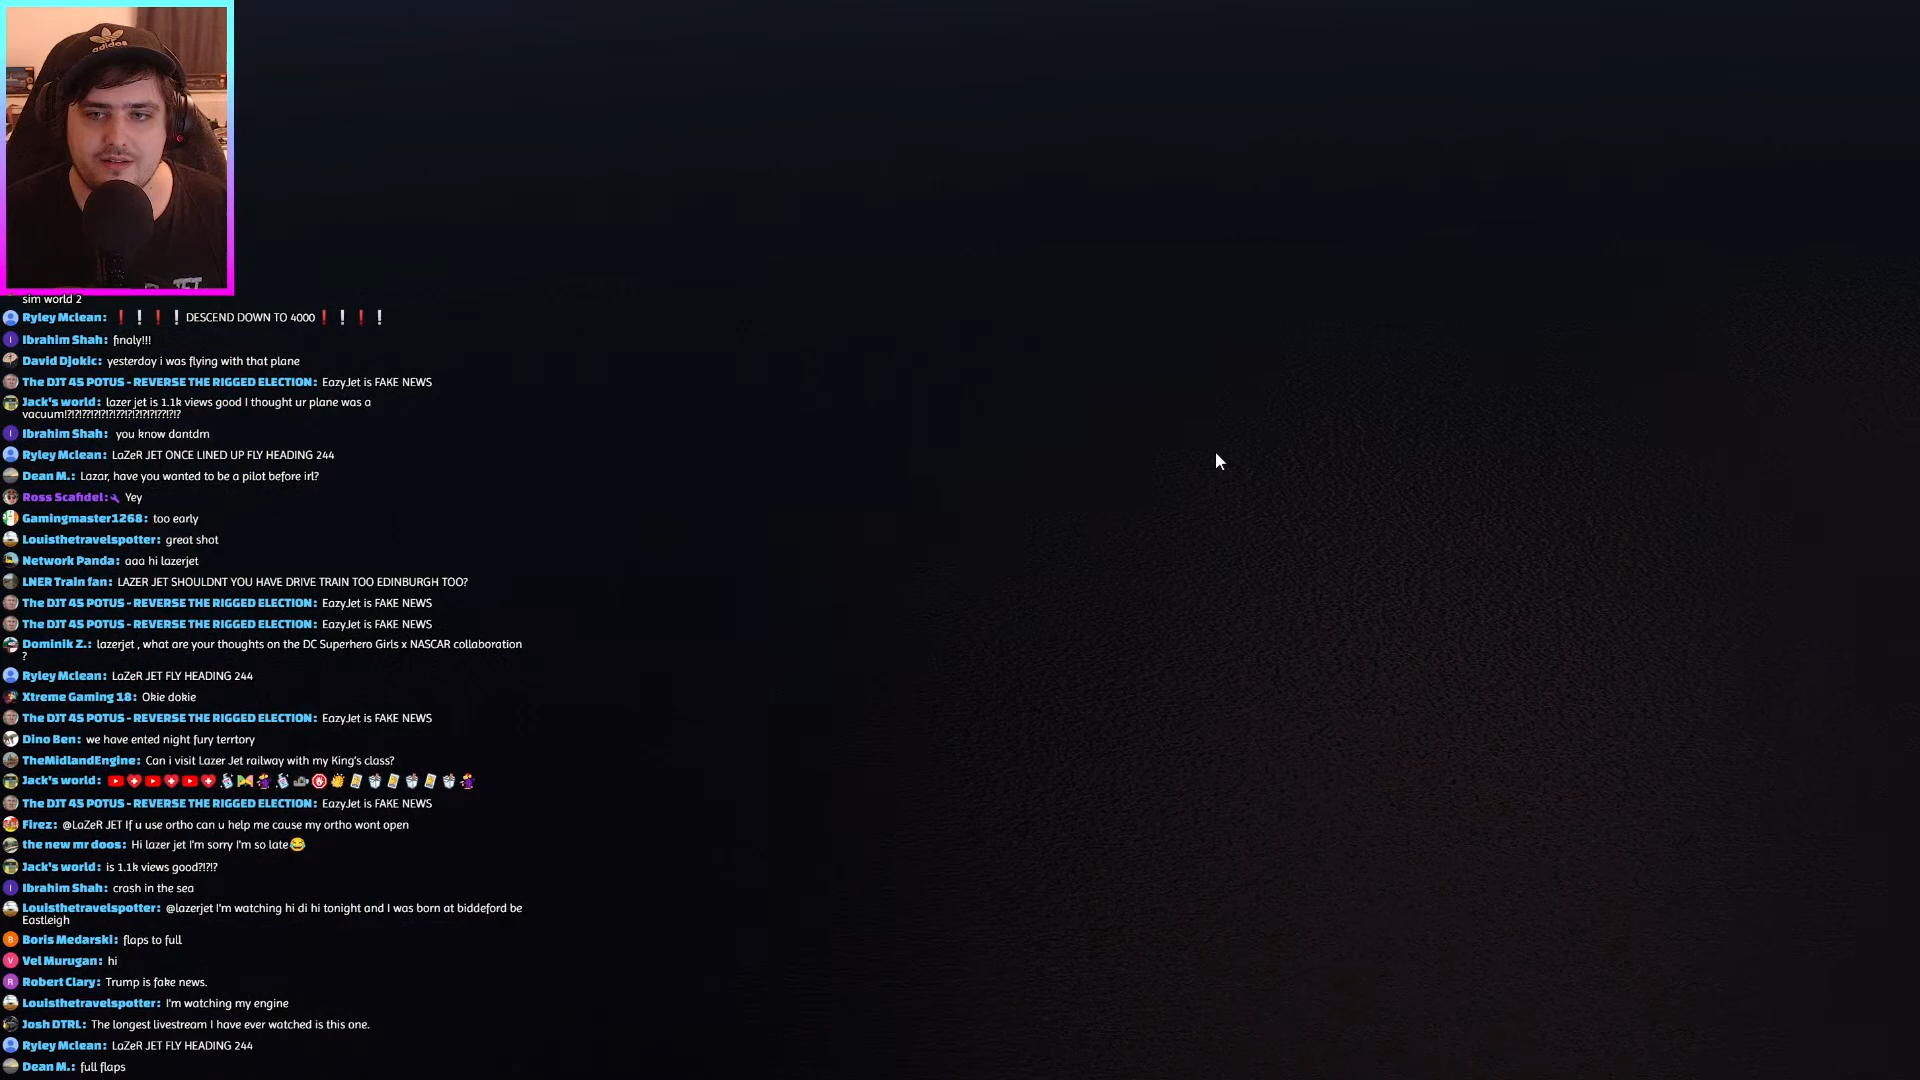 adidas
JET
sim world 2
Ryley Mclean: ❗❕❗❕DESCEND DOWN TO 4000❗❕❗❕
Ibrahim Shah: finaly!!!
David Djokic: yesterday i was flying with that plane
The DJT 45 POTUS - REVERSE THE RIGGED ELECTION: EazyJet is FAKE NEWS
Jack's world: lazer jet is 1.1k views good I thought ur plane was a
Ibrahim Shah: you know dantdm
Ryley Mclean: LaZeR JET ONCE LINED UP FLY HEADING 244
Dean M.: Lazar, have you wanted to be a pilot before irl?
Ross Scafidel: Yey
Gamingmaster1268: too early
Louisthetravelspotter: great shot
Network Panda: aaa hi lazerjet
LNER Train fan: LAZER JET SHOULDNT YOU HAVE DRIVE TRAIN TOO EDINBURGH TOO?
The DJT 45 POTUS - REVERSE THE RIGGED ELECTION: EazyJet is FAKE NEWS
The DJT 45 POTUS - REVERSE THE RIGGED ELECTION: EazyJet is FAKE NEWS
Dominik Z.: lazerjet , what are your thoughts on the DC Superhero Girls x NASCAR collaboration
?
Ryley Mclean: LaZeR JET FLY HEADING 244
Xtreme Gaming 18: Okie dokie
The DJT 45 POTUS - REVERSE THE RIGGED ELECTION: EazyJet is FAKE NEWS
Dino Ben: we have ented night fury terrtory
TheMidlandEngine: Can i visit Lazer Jet railway with my King's class?
Jack's world:
The DJT 45 POTUS - REVERSE THE RIGGED ELECTION: EazyJet is FAKE NEWS
Firez: @LaZeR JET If u use ortho can u help me cause my ortho wont open
the new mr doos: Hi lazer jet I'm sorry I'm so late😂
Jack's world: is 1.1k views good?!?!?
Ibrahim Shah: crash in the sea
Louisthetravelspotter: @lazerjet I'm watching hi di hi tonight and I was born at biddeford be
Eastleigh
Boris Medarski: flaps to full
Vel Murugan: hi
Robert Clary: Trump is fake news.
Louisthetravelspotter: I'm watching my engine
Josh DTRL: The longest livestream I have ever watched is this one.
Ryley Mclean: LaZeR JET FLY HEADING 244
Dean M.: full flaps